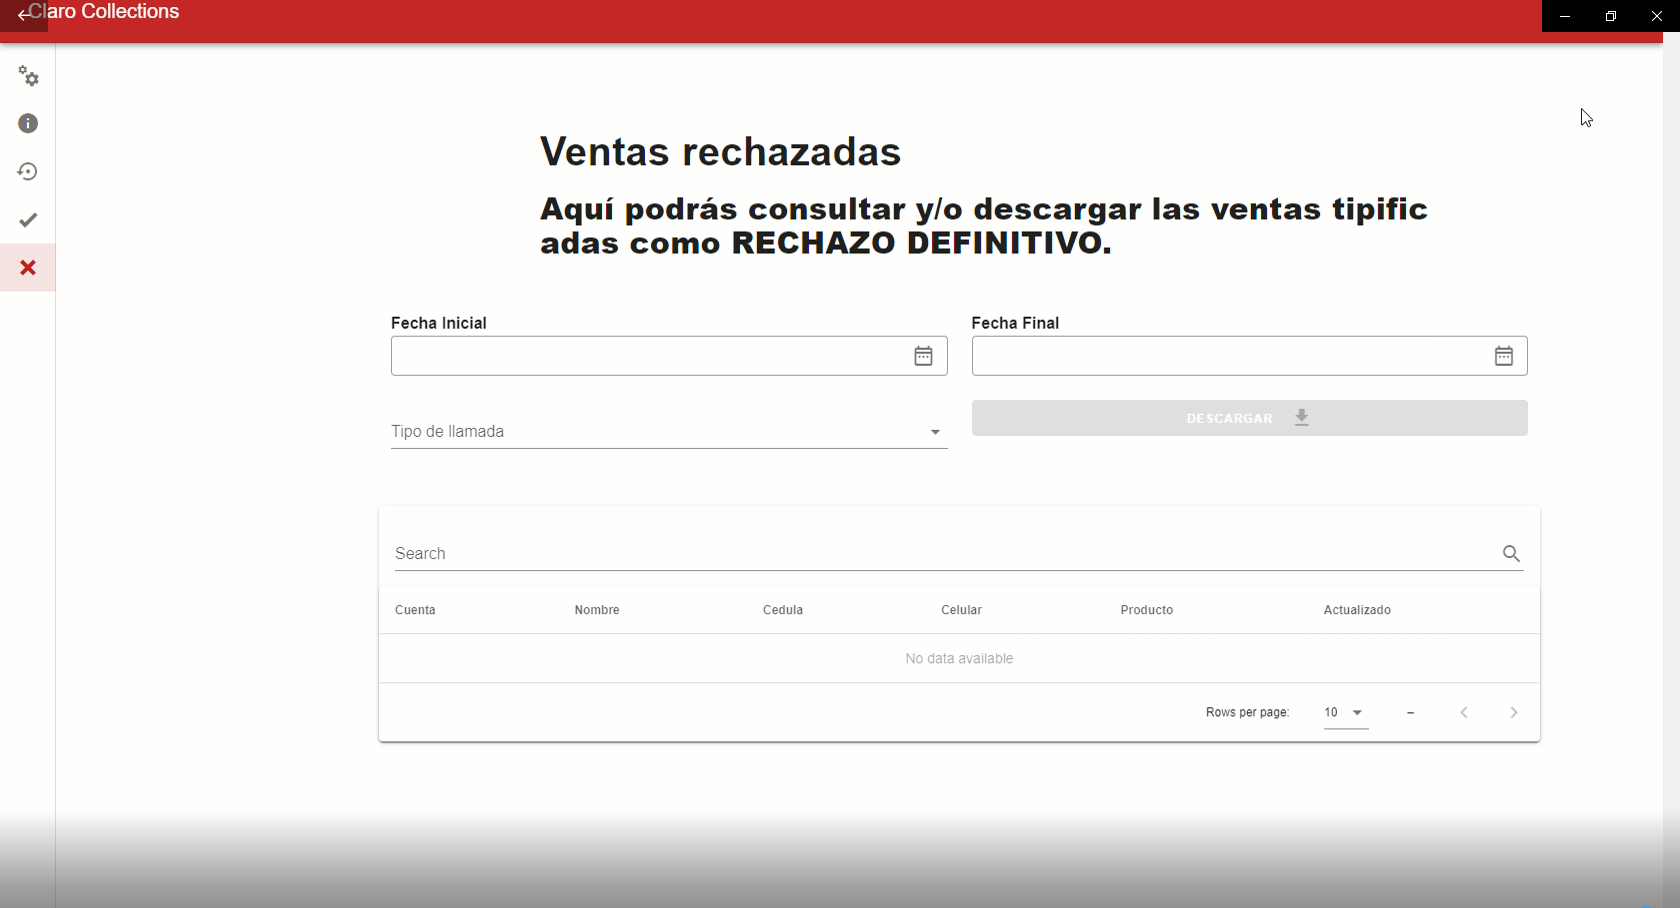 Claro Collections
Ventas rechazadas
Aquí podrás consultar y/o descargar las ventas tipific
adas como RECHAZO DEFINITIVO.
Fecha Inicial
Fecha Final
Tipo de llamada
DESCARGAR
Search
Cuenta Nombre Cedula Celular Producto Actualizado
No data available
Rows per page: 10 –